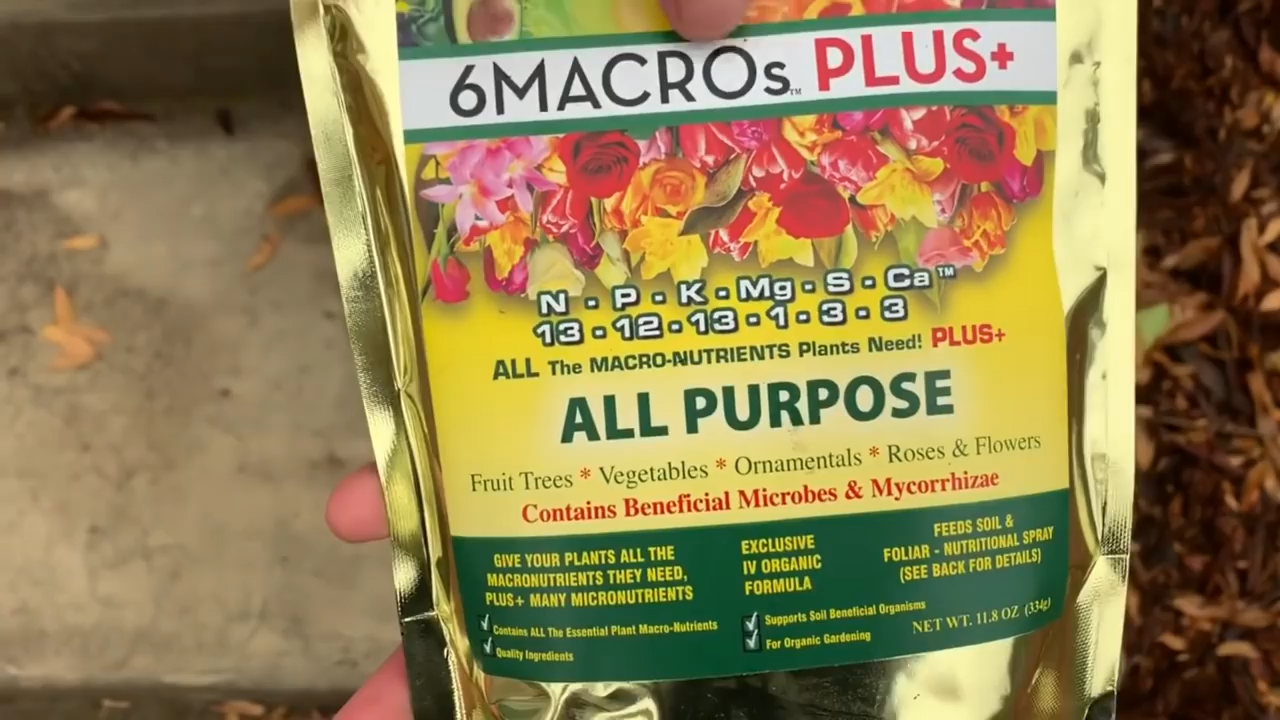 6MACROs™ PLUS+
N - P - K - Mg - S - Ca™
13 - 12 - 13 - 1 - 3 - 3
ALL The MACRO-NUTRIENTS Plants Need! PLUS+
ALL PURPOSE
Fruit Trees * Vegetables * Ornamentals * Roses & Flowers
Contains Beneficial Microbes & Mycorrhizae
GIVE YOUR PLANTS ALL THE
MACRONUTRIENTS THEY NEED,
PLUS+ MANY MICRONUTRIENTS
Contains ALL The Essential Plant Macro-Nutrients
Quality Ingredients
EXCLUSIVE
IV ORGANIC
FORMULA
Supports Soil Beneficial Organisms
For Organic Gardening
FEEDS SOIL &
FOLIAR - NUTRITIONAL SPRAY
(SEE BACK FOR DETAILS)
NET WT. 11.8 OZ (334g)